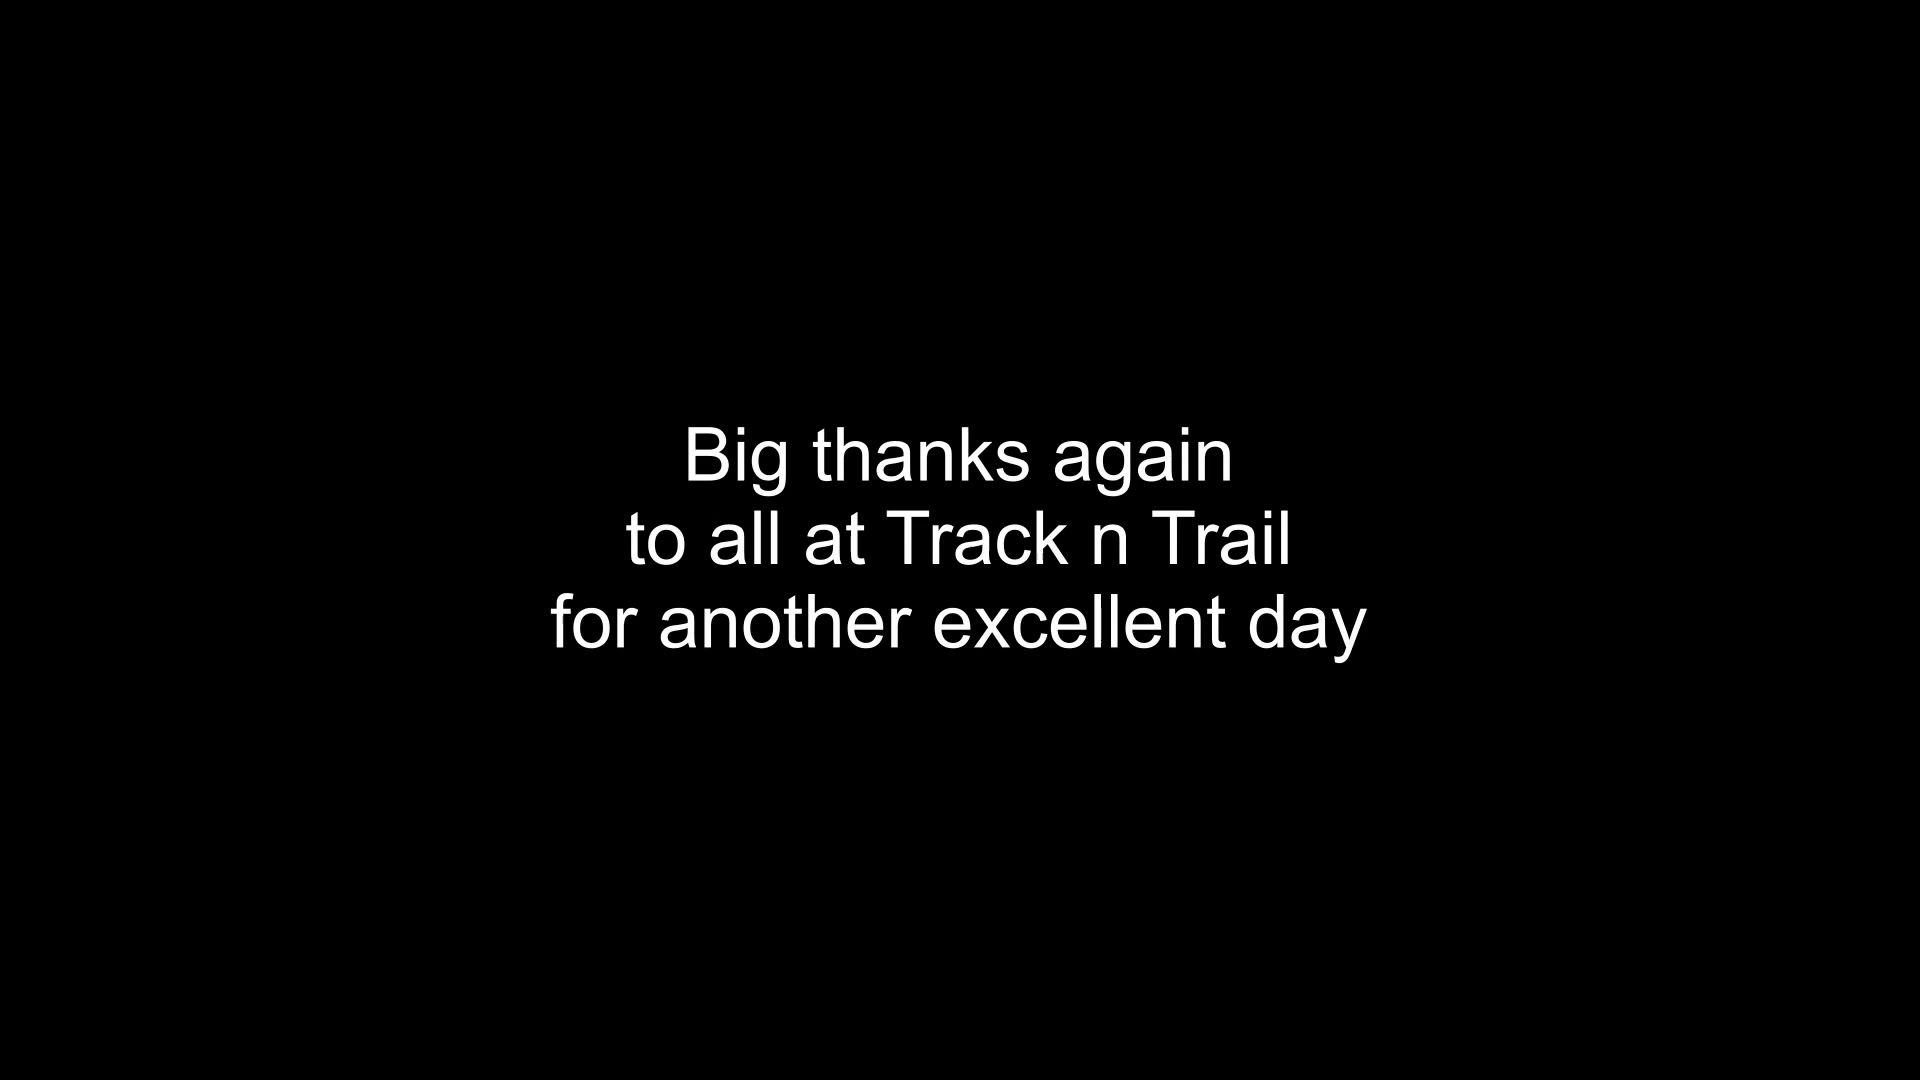 Big thanks again
to all at Track n Trail
for another excellent day